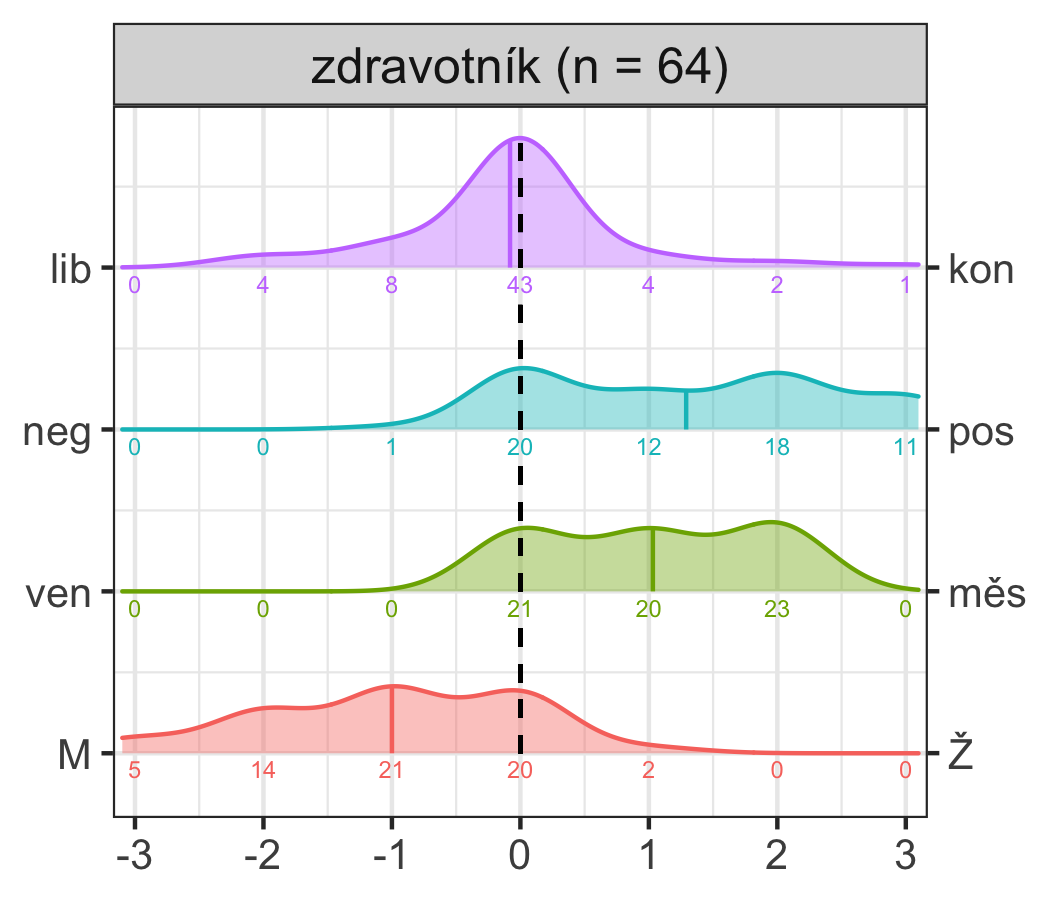 zdravotník (n = 64)
lib kon
0 4 8 43 4 2 1
neg pos
0 0 1 20 12 18 11
ven měs
0 0 0 21 20 23 0
M Ž
5 14 21 20 2 0 0
-3 -2 -1 0 1 2 3